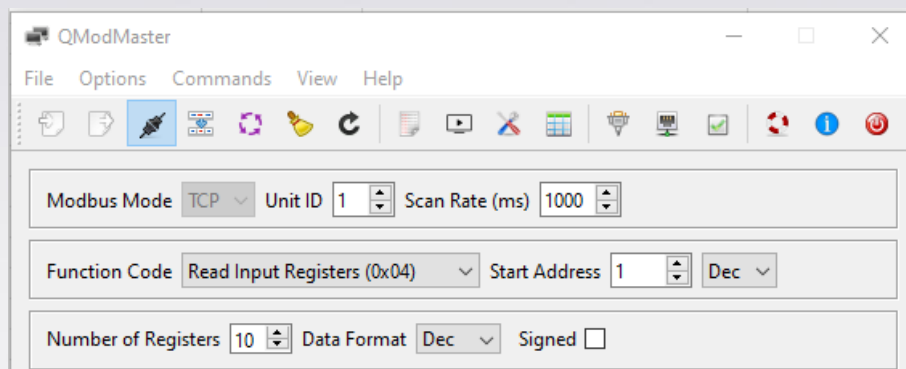 QModMaster
File Options Commands View Help
Modbus Mode TCP Unit ID 1 Scan Rate (ms) 1000
Function Code Read Input Registers (0x04) Start Address 1 Dec
Number of Registers 10 Data Format Dec Signed